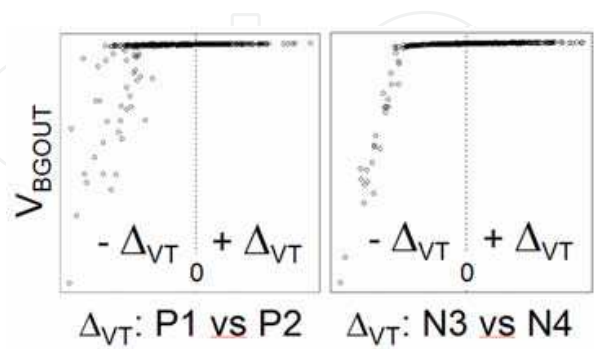 V_BGOUT
- Δ_VT + Δ_VT
0
- Δ_VT + Δ_VT
0
Δ_VT: P1 vs P2
Δ_VT: N3 vs N4